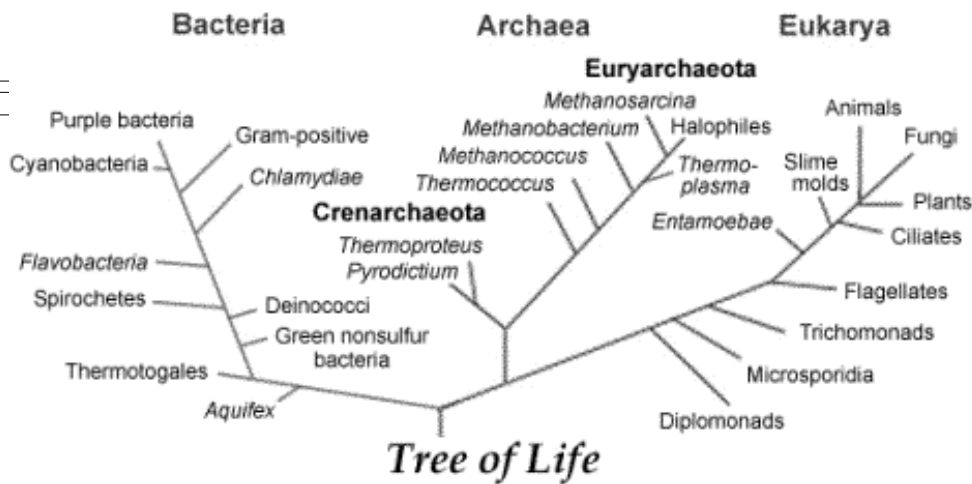 Bacteria
Archaea
Eukarya
Euryarchaeota
Methanosarcina
Methanobacterium
Halophiles
Methanococcus
Thermo-
plasma
Thermococcus
Crenarchaeota
Thermoproteus
Pyrodictium
Purple bacteria
Gram-positive
Cyanobacteria
Chlamydiae
Flavobacteria
Spirochetes
Deinococci
Green nonsulfur
bacteria
Thermotogales
Aquifex
Animals
Fungi
Slime
molds
Plants
Entamoebae
Ciliates
Flagellates
Trichomonads
Microsporidia
Diplomonads
Tree of Life